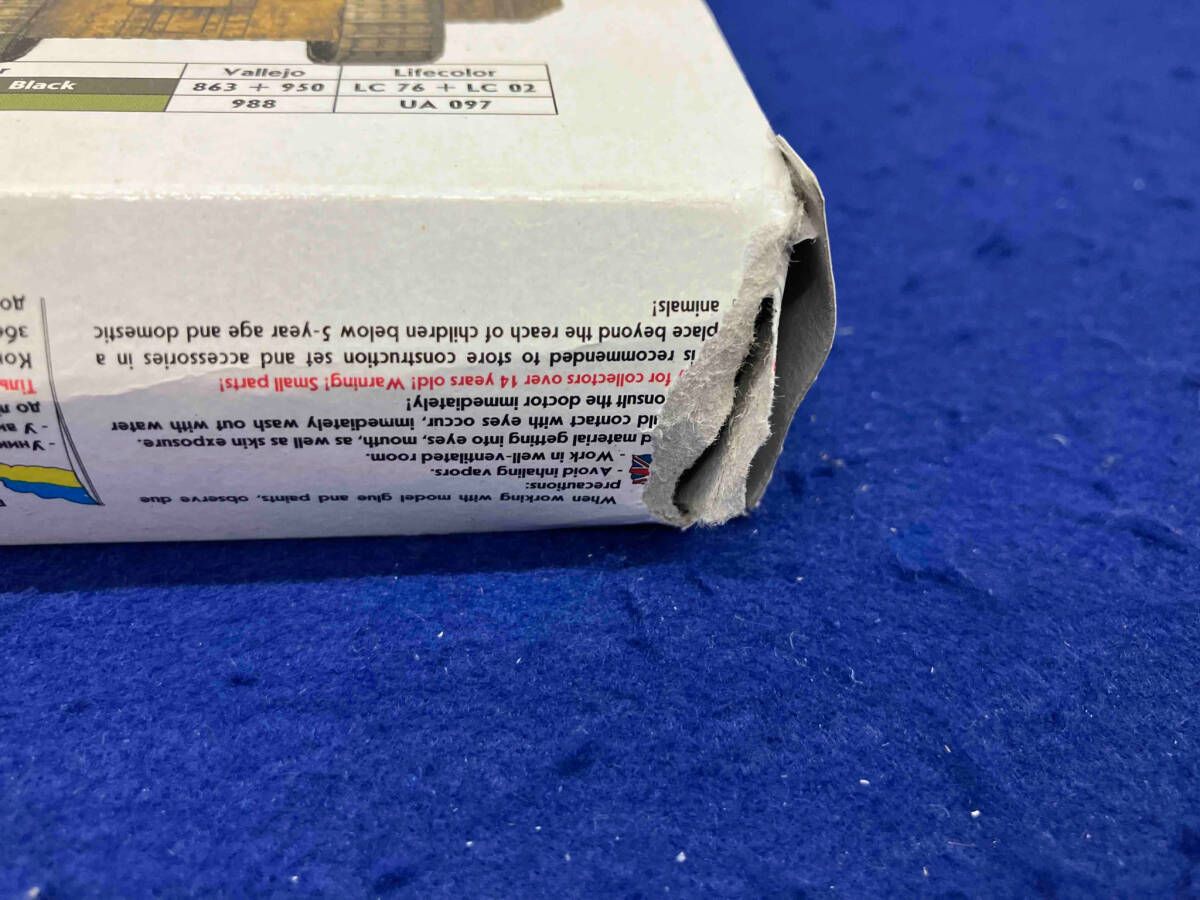 Vallejo Lifecolor
Black 863 + 950 LC 76 + LC 02
988 UA 097
When working with model glue and paints, observe due
precautions:
- Avoid inhaling vapors.
- Work in well-ventilated room.
material getting into eyes, mouth, as well as skin exposure.
contact with eyes occur, immediately wash out with water
the doctor immediately!
for collectors over 14 years old! Warning! Small parts!
is recommended to store construction set and accessories in a
place beyond the reach of children below 5-year age and domestic
animals!
- У
до
до